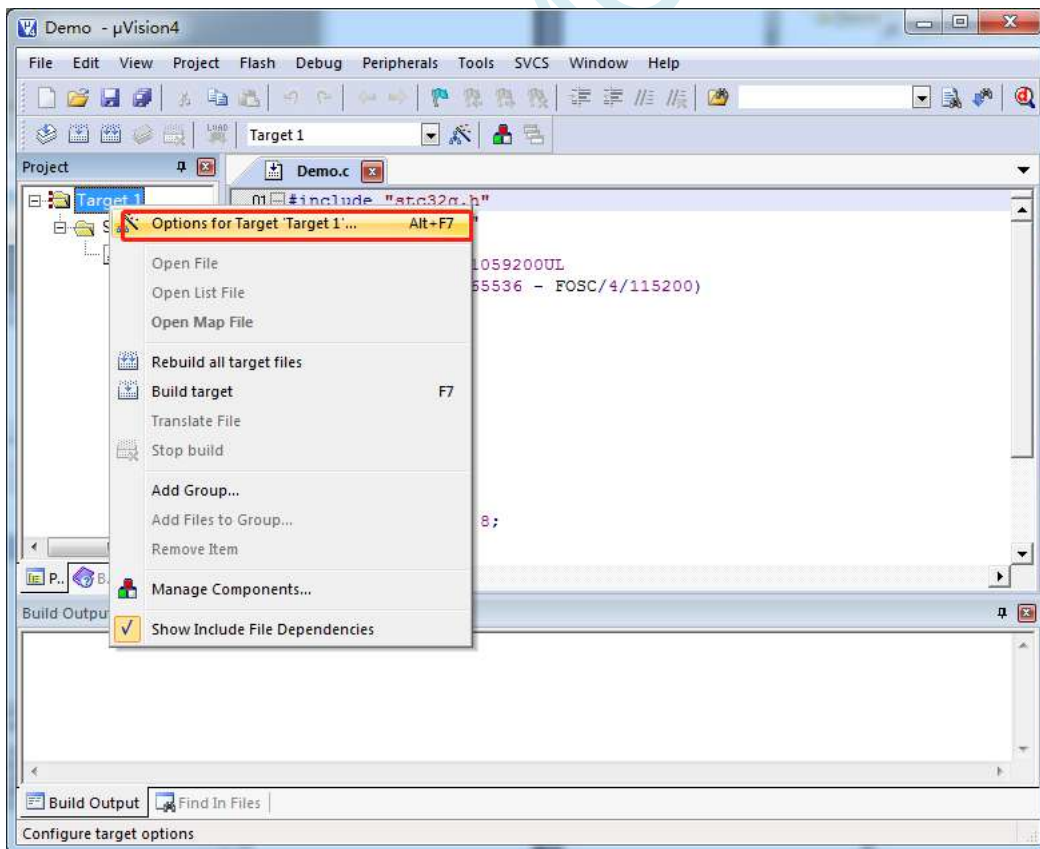 Demo - µVision4
File Edit View Project Flash Debug Peripherals Tools SVCS Window Help
Target 1
Project
Demo.c
Target 1
01 #include "stc32g.h"
Options for Target 'Target 1'... Alt+F7
"
Open File
1059200UL
Open List File
65536 - FOSC/4/115200)
Open Map File
Rebuild all target files
Build target F7
Translate File
Stop build
Add Group...
Add Files to Group...
8;
Remove Item
P.. B.
Manage Components...
Build Outpu
Show Include File Dependencies
Build Output Find In Files
Configure target options